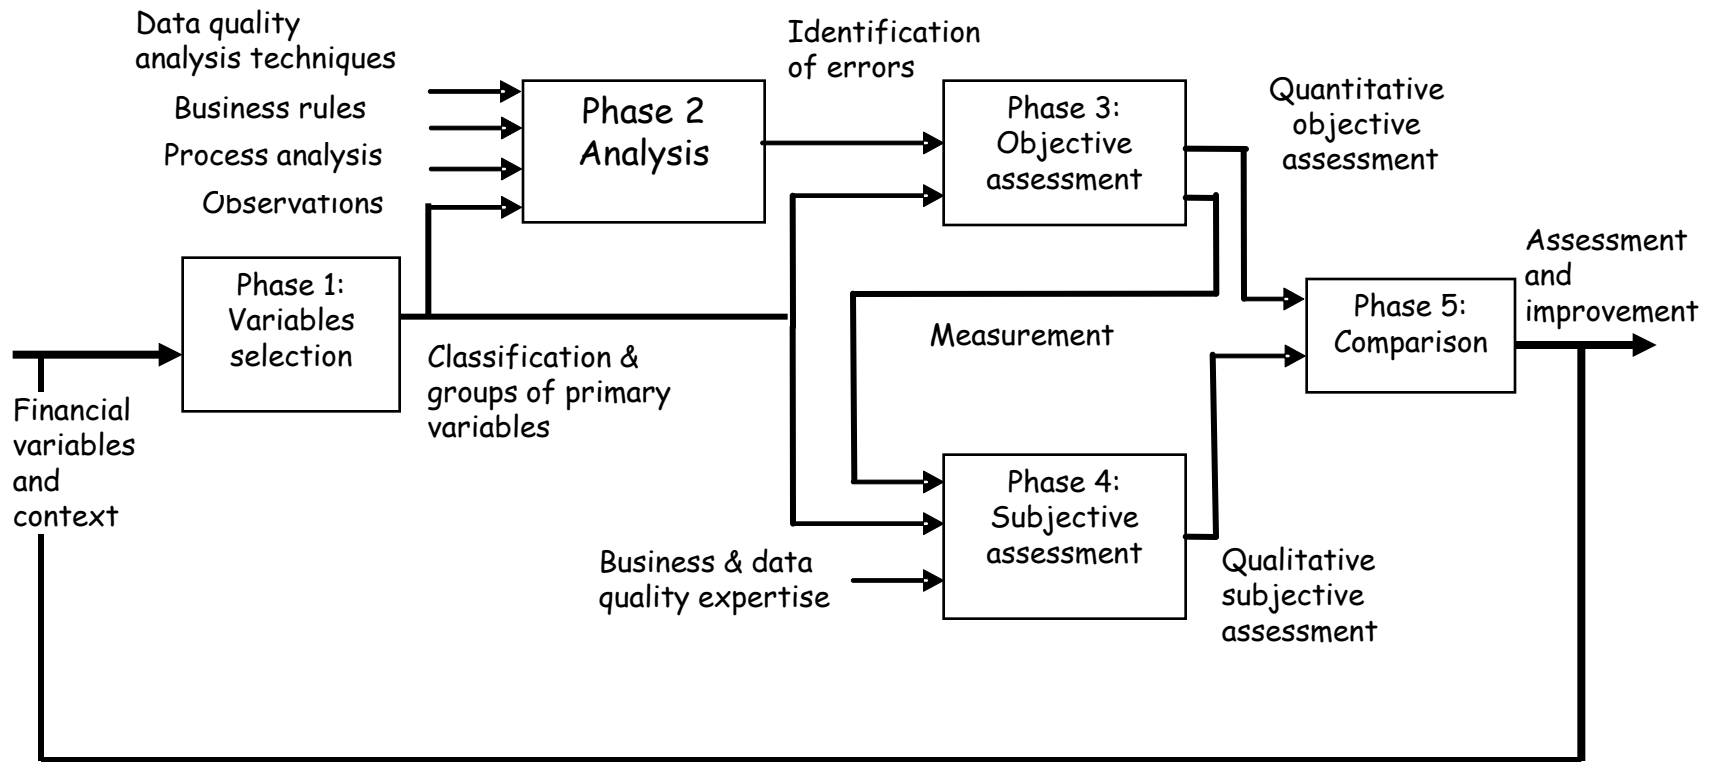 Data quality
analysis techniques
Business rules
Process analysis
Observations
Phase 2
Analysis
Identification
of errors
Phase 3:
Objective
assessment
Quantitative
objective
assessment
Phase 1:
Variables
selection
Financial
variables
and
context
Classification &
groups of primary
variables
Measurement
Phase 5:
Comparison
Assessment
and
improvement
Phase 4:
Subjective
assessment
Business & data
quality expertise
Qualitative
subjective
assessment